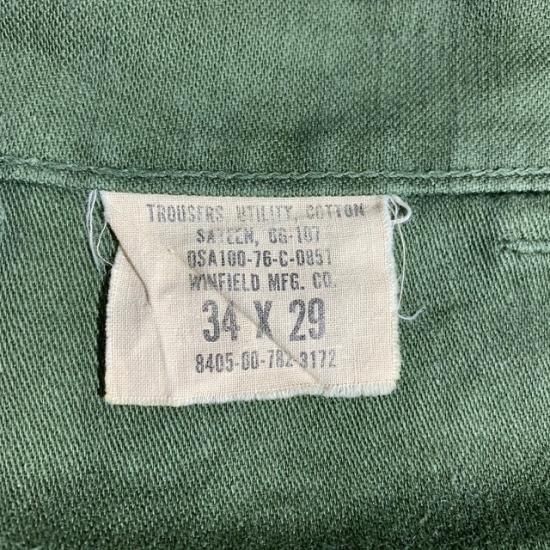 TROUSERS, UTILITY, COTTON
SATEEN, OG-107
DSA100-76-C-0851
WINFIELD MFG. CO.
34 X 29
8405-00-782-3172